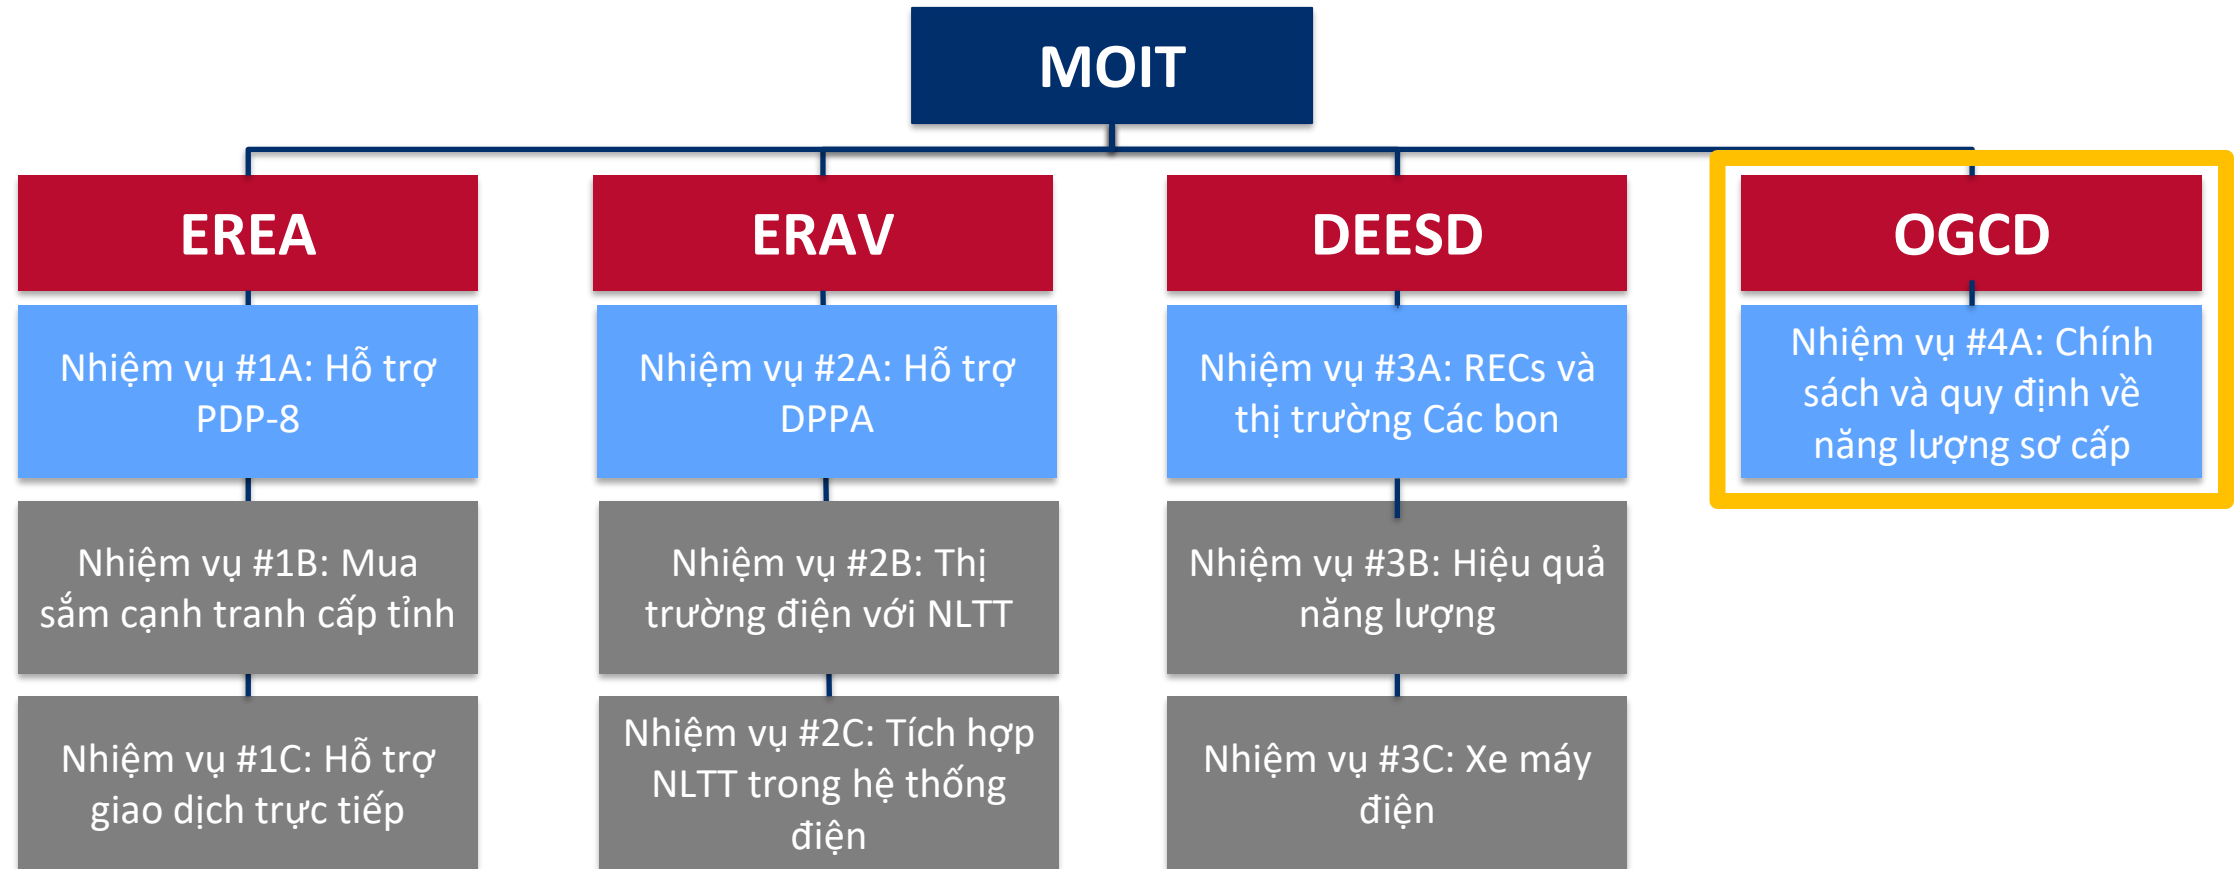 MOIT
EREA
ERAV
DEESD
OGCD
Nhiệm vụ #1A: Hỗ trợ
PDP-8
Nhiệm vụ #2A: Hỗ trợ
DPPA
Nhiệm vụ #3A: RECs và
thị trường Các bon
Nhiệm vụ #4A: Chính
sách và quy định về
năng lượng sơ cấp
Nhiệm vụ #1B: Mua
sắm cạnh tranh cấp tỉnh
Nhiệm vụ #2B: Thị
trường điện với NLTT
Nhiệm vụ #3B: Hiệu quả
năng lượng
Nhiệm vụ #1C: Hỗ trợ
giao dịch trực tiếp
Nhiệm vụ #2C: Tích hợp
NLTT trong hệ thống
điện
Nhiệm vụ #3C: Xe máy
điện